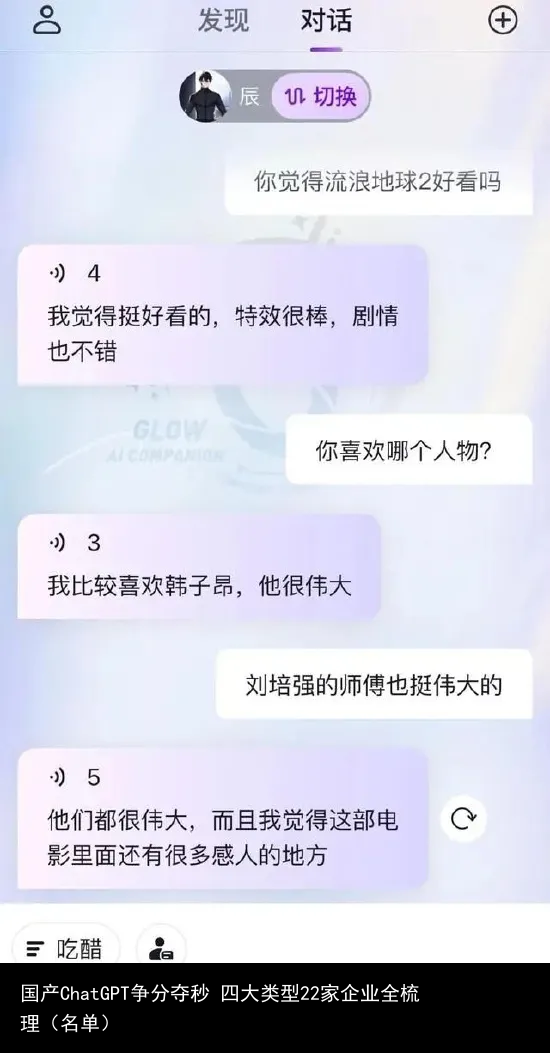 发现 对话
辰 切换
你觉得流浪地球2好看吗
4
我觉得挺好看的，特效很棒，剧情
也不错
GLOW
AI COMPANION
你喜欢哪个人物？
3
我比较喜欢韩子昂，他很伟大
刘培强的师傅也挺伟大的
5
他们都很伟大，而且我觉得这部电
影里面还有很多感人的地方
吃醋
国产ChatGPT争分夺秒 四大类型22家企业全梳
理（名单）